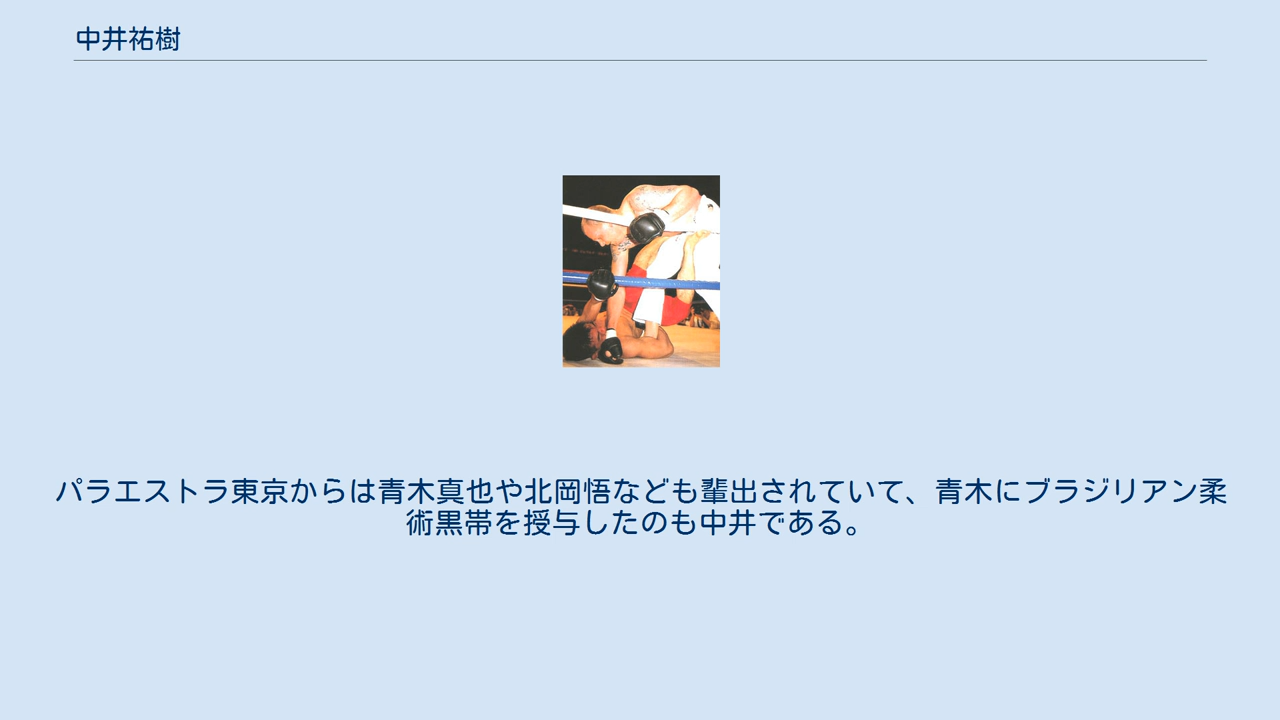 中井祐樹
パラエストラ東京からは青木真也や北岡悟なども輩出されていて、青木にブラジリアン柔
術黒帯を授与したのも中井である。